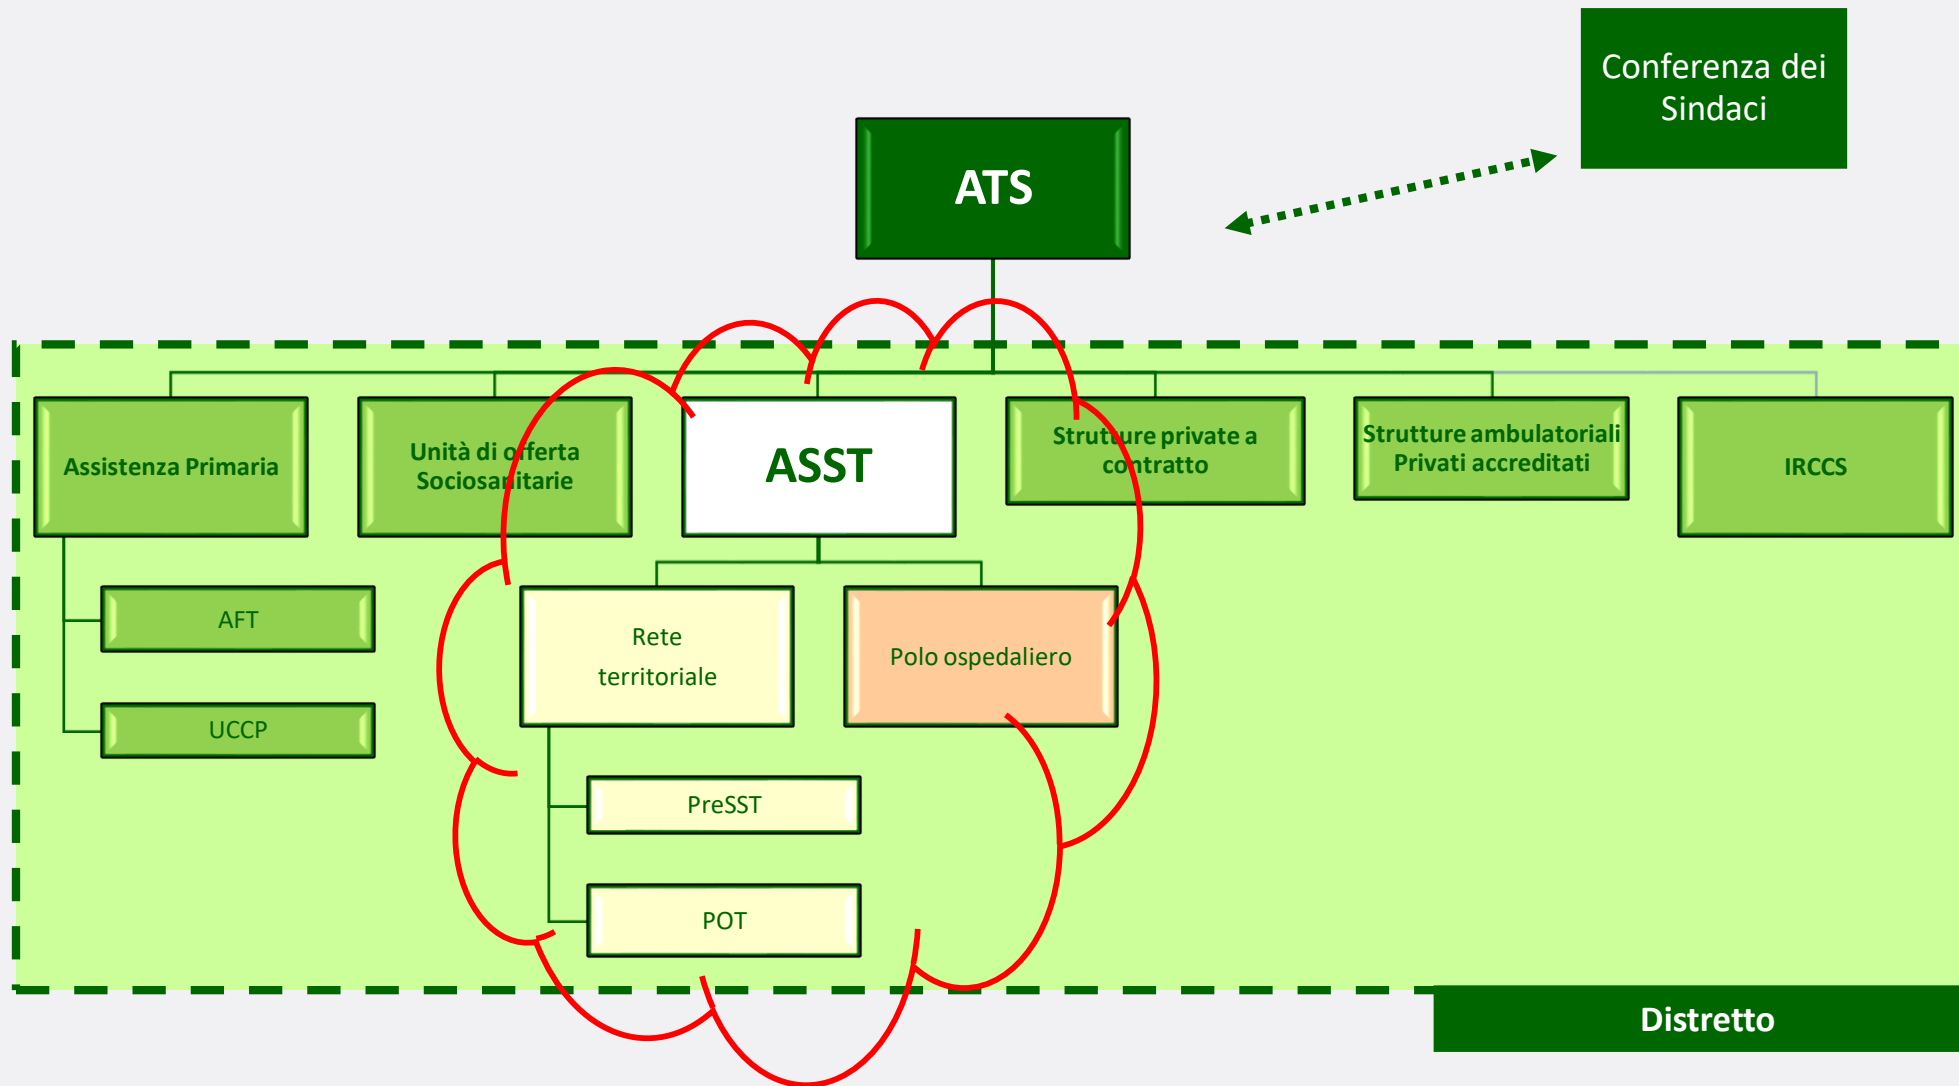 Conferenza dei
Sindaci
ATS
Assistenza Primaria
Unità di offerta
Sociosanitarie
ASST
Strutture private a
contratto
Strutture ambulatoriali
Privati accreditati
IRCCS
AFT
UCCP
Rete
territoriale
Polo ospedaliero
PreSST
POT
Distretto